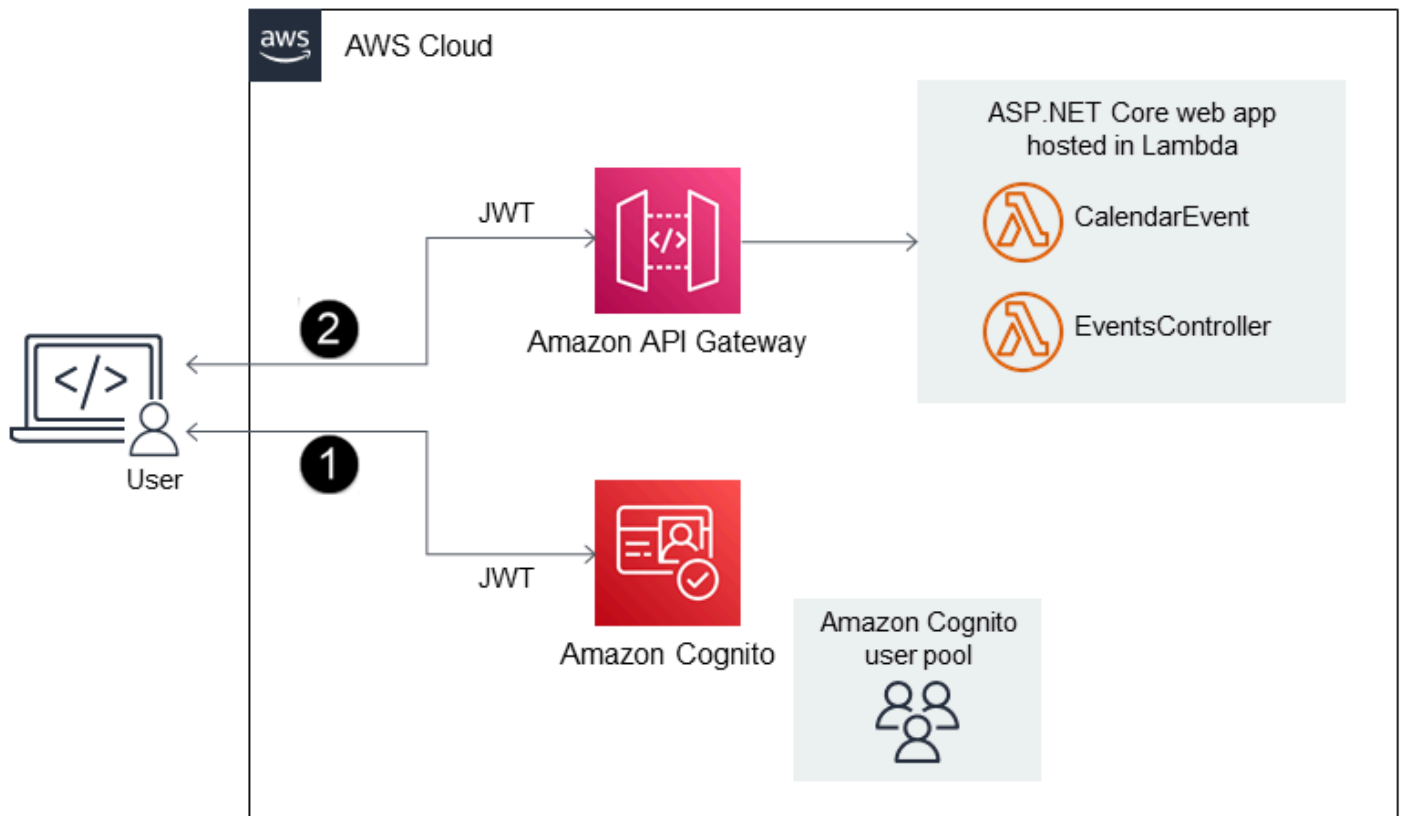 aws
AWS Cloud
ASP.NET Core web app
hosted in Lambda
CalendarEvent
EventsController
JWT
</>
Amazon API Gateway
2
</>
User
1
JWT
Amazon Cognito
Amazon Cognito
user pool